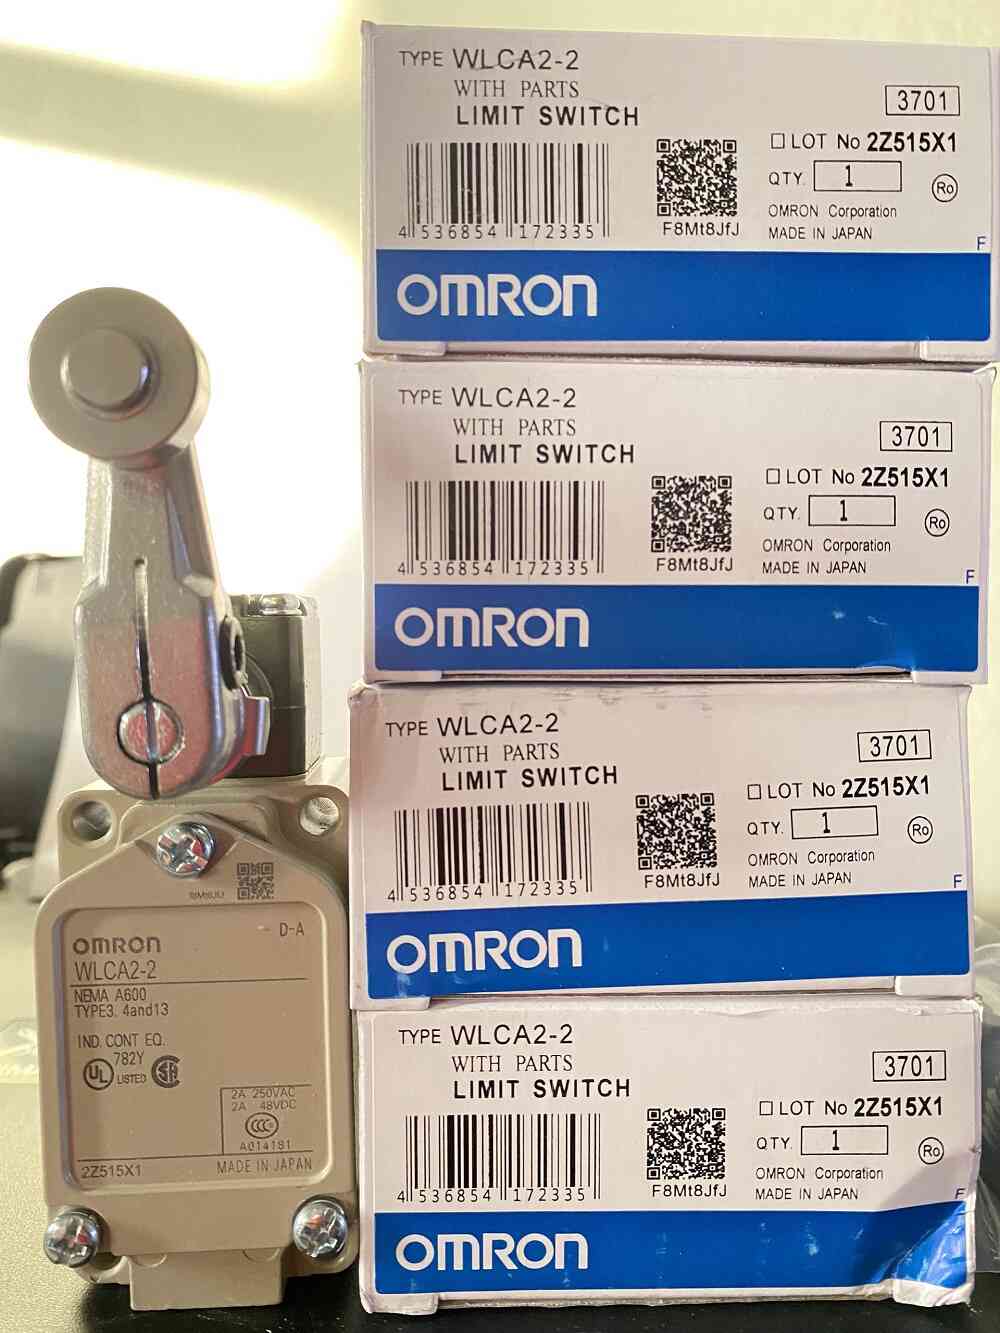 TYPE WLCA2-2
WITH PARTS
LIMIT SWITCH
3701
LOT No 2Z515X1
QTY. 1
Ro
OMRON Corporation
MADE IN JAPAN
F
4 536854 172335
F8Mt8JfJ
OMRON
TYPE WLCA2-2
WITH PARTS
LIMIT SWITCH
3701
LOT No 2Z515X1
QTY. 1
Ro
OMRON Corporation
MADE IN JAPAN
F
4 536854 172335
F8Mt8JfJ
OMRON
TYPE WLCA2-2
WITH PARTS
LIMIT SWITCH
3701
LOT No 2Z515X1
QTY. 1
Ro
OMRON Corporation
MADE IN JAPAN
F
4 536854 172335
F8Mt8JfJ
OMRON
TYPE WLCA2-2
WITH PARTS
LIMIT SWITCH
3701
LOT No 2Z515X1
QTY. 1
Ro
OMRON Corporation
MADE IN JAPAN
F
4 536854 172335
F8Mt8JfJ
OMRON
D-A
OMRON
WLCA2-2
NEMA A600
TYPE3, 4and13
IND. CONT EQ.
782Y
UL LISTED
2A 250VAC
2A 48VDC
CCC
A014181
2Z515X1
MADE IN JAPAN